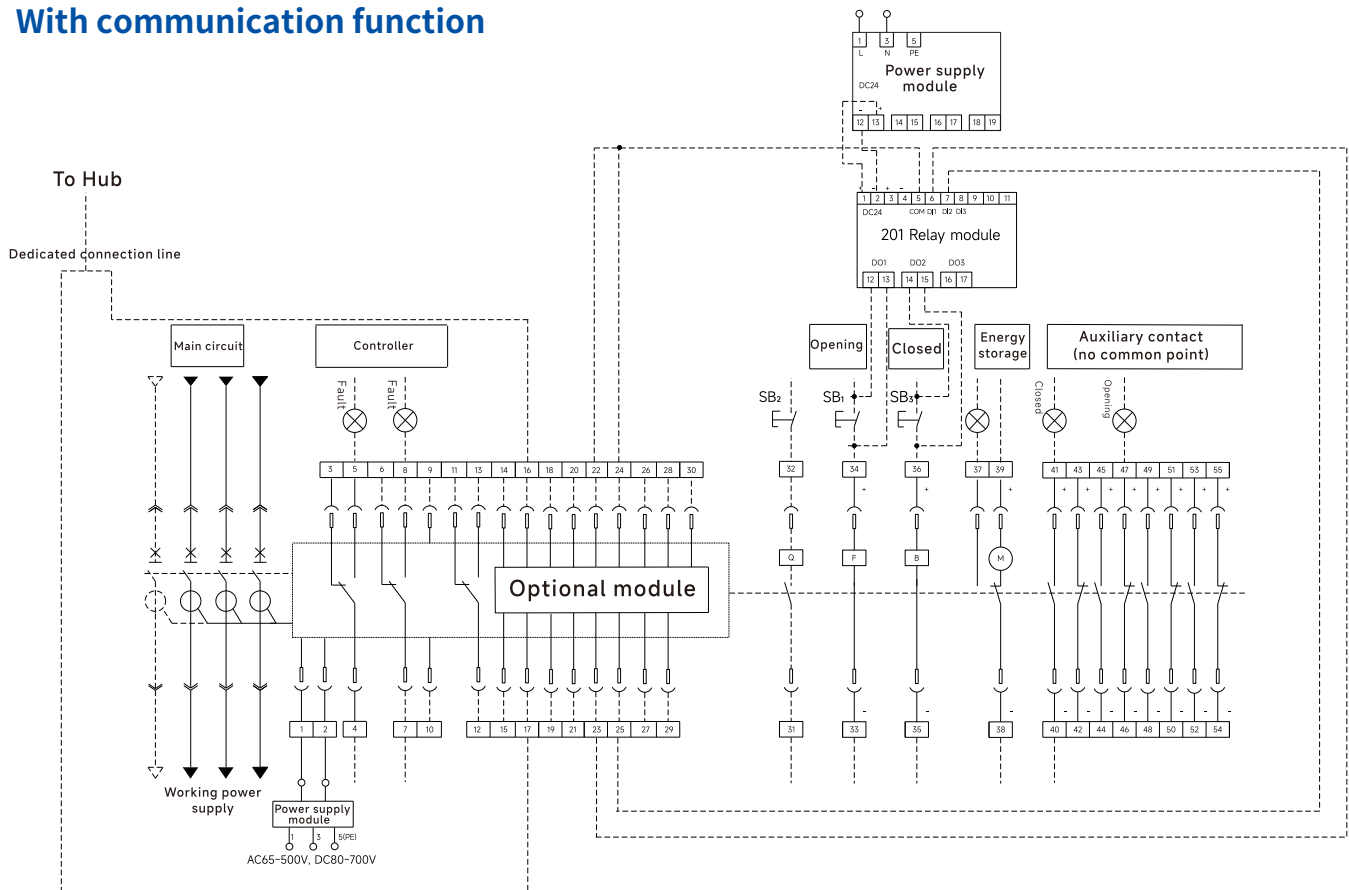 With communication function
1 3 5
L N PE
Power supply
module
DC24
- +
12 13 14 15 16 17 18 19
To Hub
Dedicated connection line
+ - + -
1 2 3 4 5 6 7 8 9 10 11
DC24 COM DI1 DI2 DI3
201 Relay module
DO1 DO2 DO3
12 13 14 15 16 17
Main circuit
Controller
Opening
Closed
Energy
storage
Auxiliary contact
(no common point)
Fault
Fault
SB2
SB1
SB3
Closed
Opening
3 5 6 8 9 11 13 14 16 18 20 22 24 26 28 30
32 34 36 37 39 41 43 45 47 49 51 53 55
+ + + + + + + + + + +
Q F B M
Optional module
- - - - - - - - - - -
1 2 4 7 10 12 15 17 19 21 23 25 27 29
31 33 35 38 40 42 44 46 48 50 52 54
Working power
supply
Power supply
module
1 3 5(PE)
AC65~500V, DC80~700V